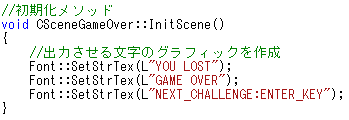 //初期化メソッド
void CSceneGameOver::InitScene()
{
    //出力させる文字のグラフィックを作成
    Font::SetStrTex(L"YOU LOST");
    Font::SetStrTex(L"GAME OVER");
    Font::SetStrTex(L"NEXT_CHALLENGE:ENTER_KEY");
}